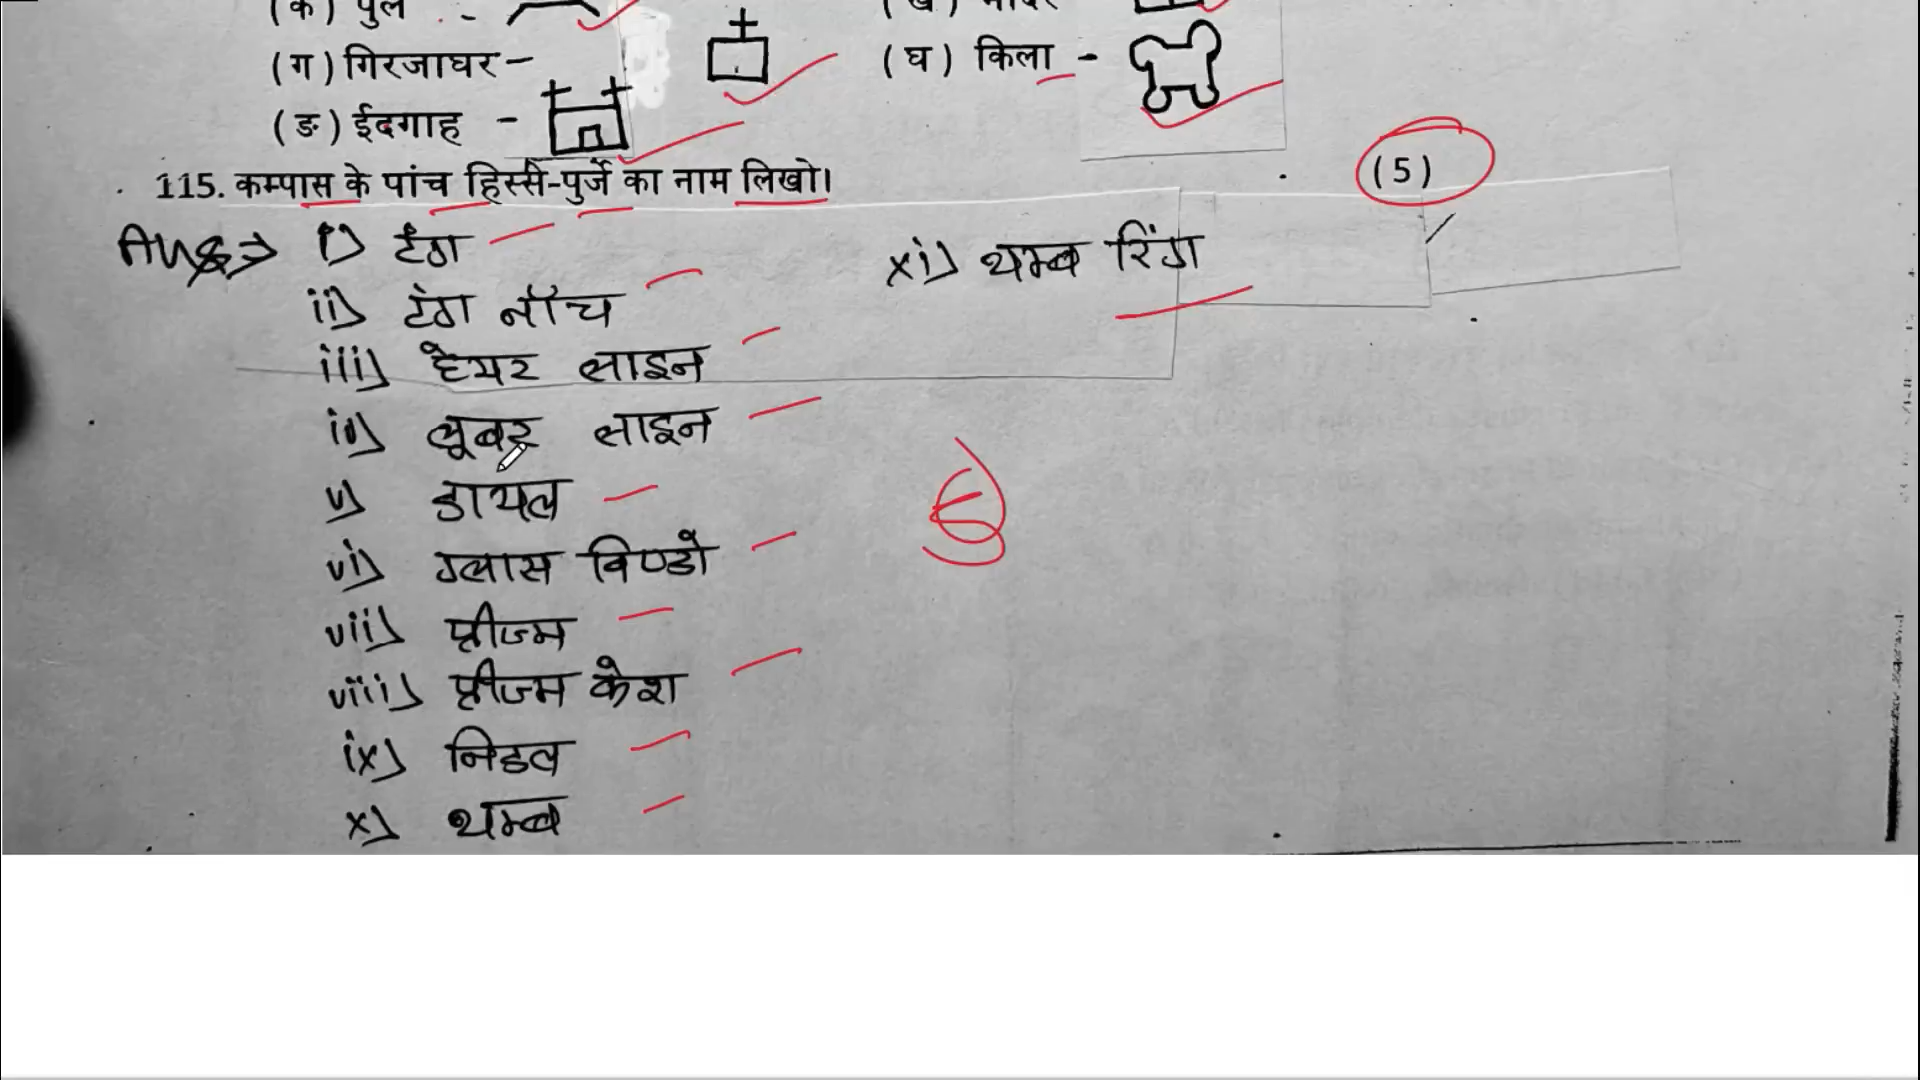 (क) पुल -
(ग) गिरजाघर - (घ) किला -
(ङ) ईदगाह -
115. कम्पास के पांच हिस्सी-पुर्जे का नाम लिखो। (5)
Ans⇒ i) टंग
ii) टंग नौच
iii) हेयर लाइन
iv) लूबर लाइन
v) डायल
vi) ग्लास विण्डो
vii) प्रीज्म
viii) प्रीज्म केश
ix) निडल
x) थम्ब
xi) थम्ब रिंग